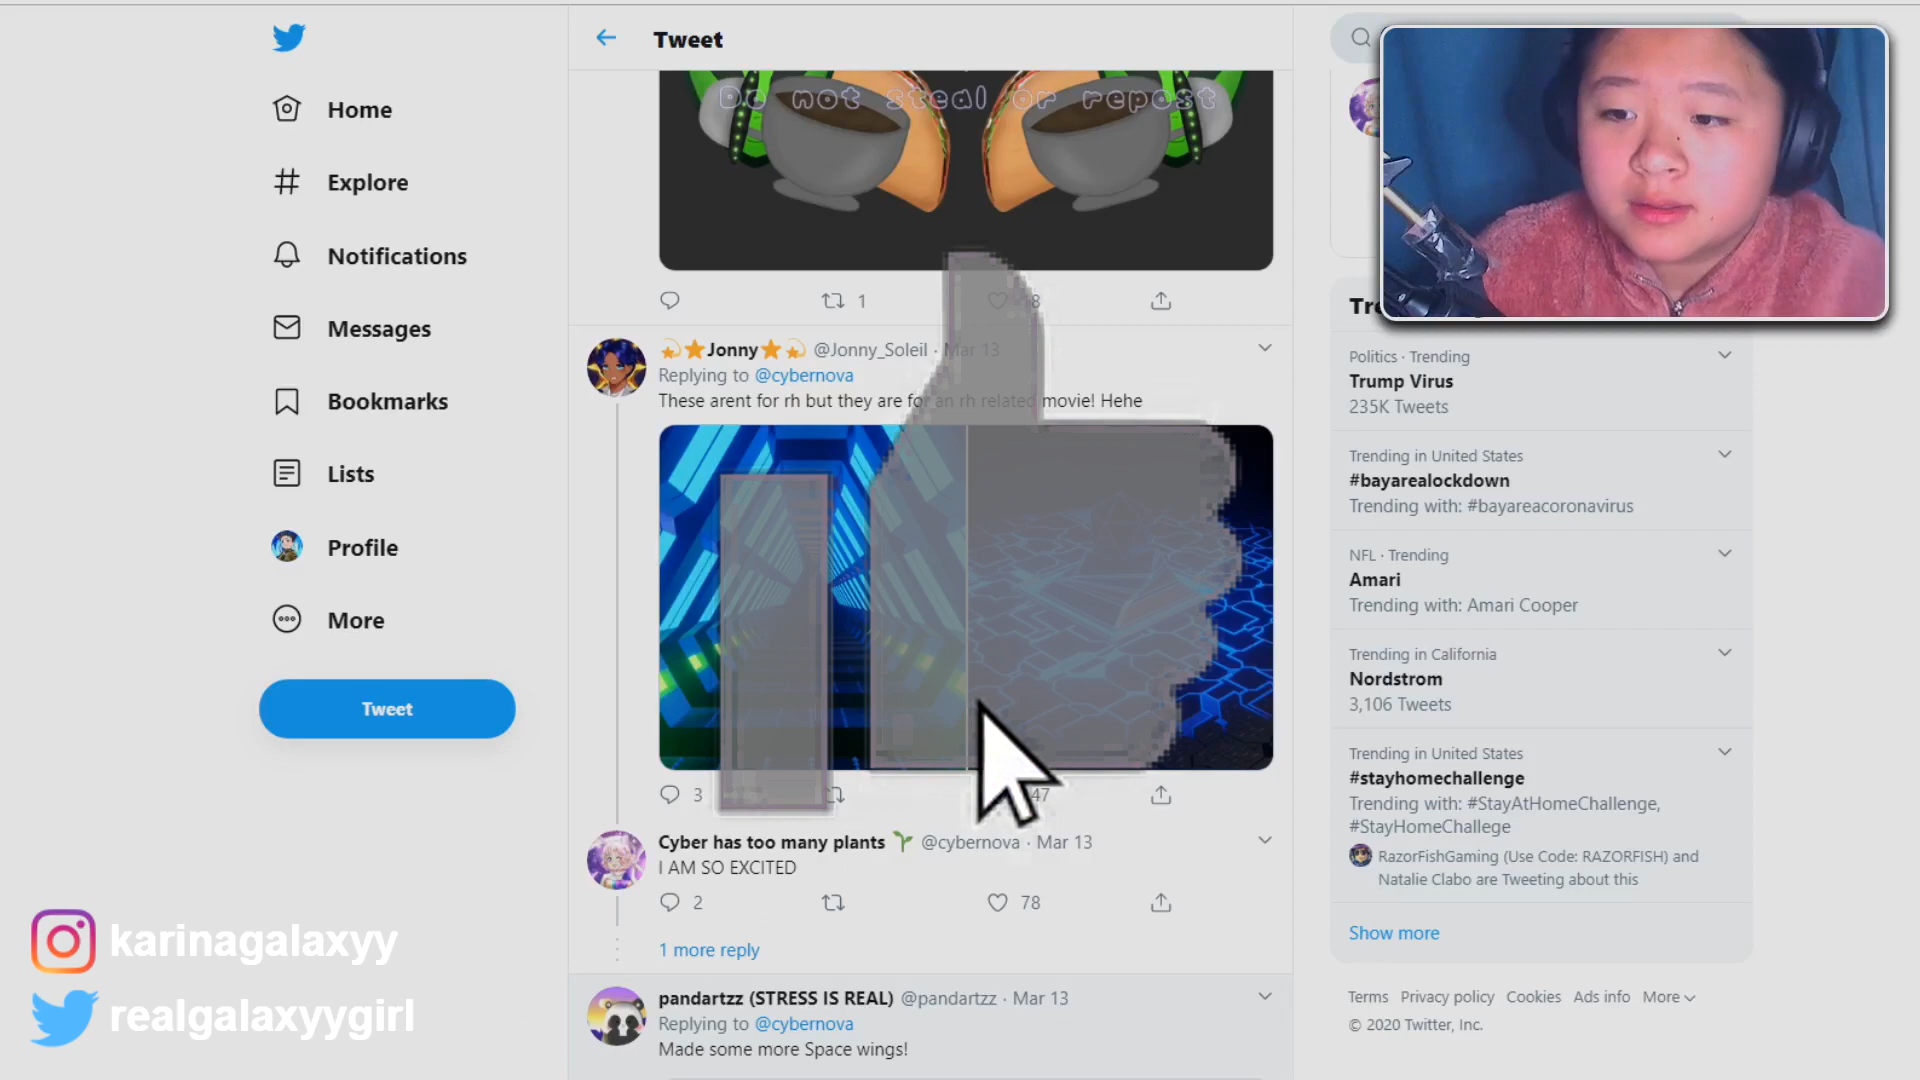 Tweet
Home
Explore
Notifications
Messages
Bookmarks
Lists
Profile
More
Tweet
karinagalaxyy
realgalaxyygirl
Do not steal or repost
1
8
Jonny @Jonny_Soleil · Mar 13
Replying to @cybernova
These arent for rh but they are for an rh related movie! Hehe
3
47
Cyber has too many plants @cybernova · Mar 13
I AM SO EXCITED
2
78
1 more reply
pandartzz (STRESS IS REAL) @pandartzz · Mar 13
Replying to @cybernova
Made some more Space wings!
Politics · Trending
Trump Virus
235K Tweets
Trending in United States
#bayarealockdown
Trending with: #bayareacoronavirus
NFL · Trending
Amari
Trending with: Amari Cooper
Trending in California
Nordstrom
3,106 Tweets
Trending in United States
#stayhomechallenge
Trending with: #StayAtHomeChallenge,
#StayHomeChallege
RazorFishGaming (Use Code: RAZORFISH) and
Natalie Clabo are Tweeting about this
Show more
Terms Privacy policy Cookies Ads info More
© 2020 Twitter, Inc.